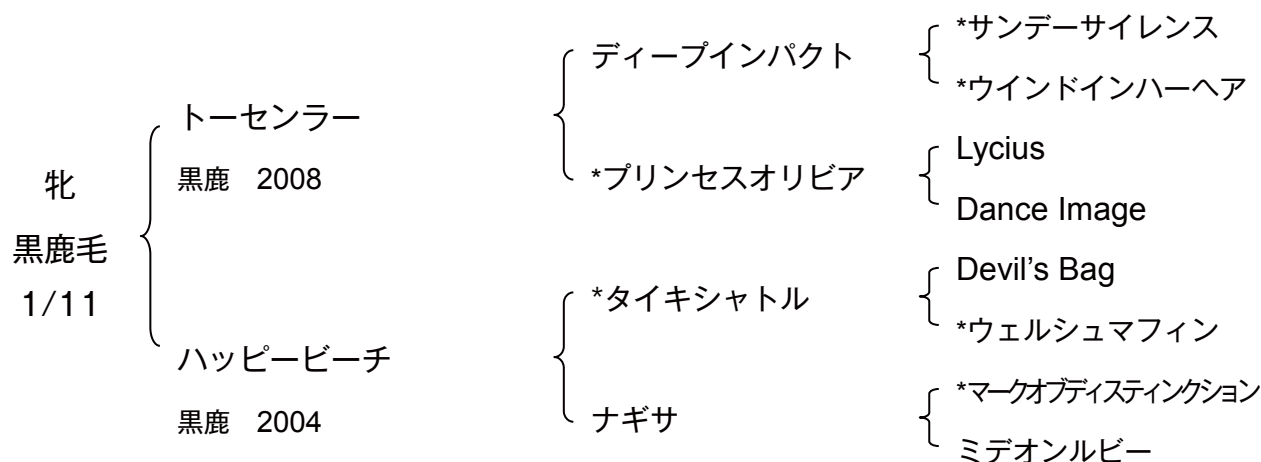 牝
黒鹿毛
1/11
トーセンラー
黒鹿　2008
ハッピービーチ
黒鹿　2004
ディープインパクト
*プリンセスオリビア
*タイキシャトル
ナギサ
*サンデーサイレンス
*ウインドインハーヘア
Lycius
Dance Image
Devil's Bag
*ウェルシュマフィン
*マークオブディスティンクション
ミデオンルビー